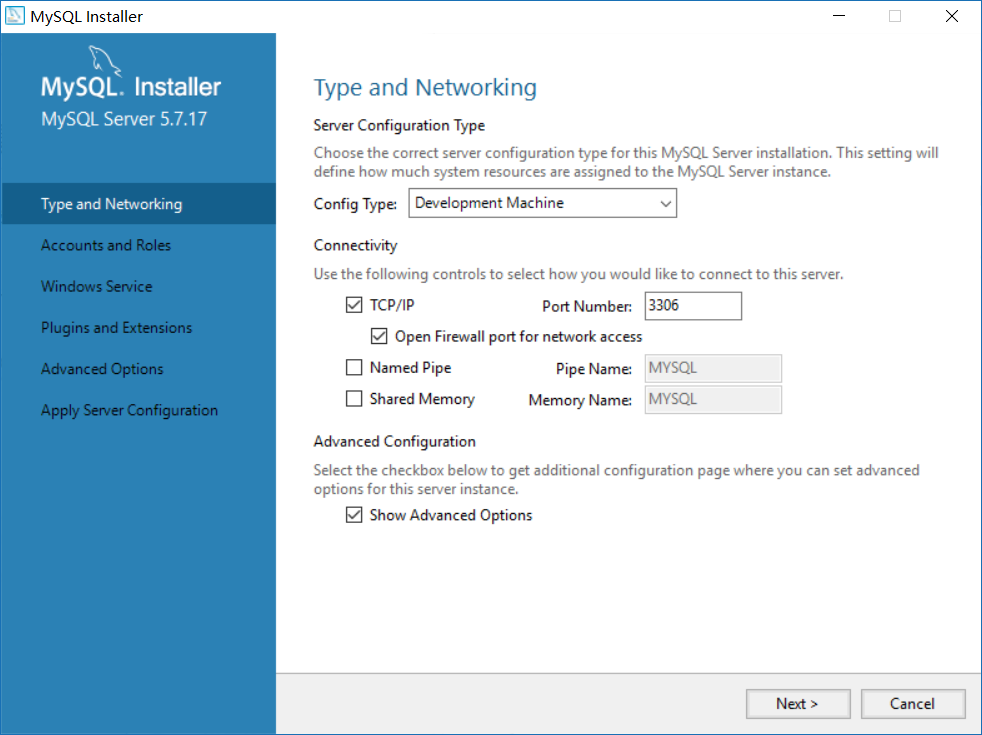 MySQL Installer
MySQL. Installer
MySQL Server 5.7.17
Type and Networking
Accounts and Roles
Windows Service
Plugins and Extensions
Advanced Options
Apply Server Configuration
Type and Networking
Server Configuration Type
Choose the correct server configuration type for this MySQL Server installation. This setting will
define how much system resources are assigned to the MySQL Server instance.
Config Type: Development Machine
Connectivity
Use the following controls to select how you would like to connect to this server.
TCP/IP Port Number: 3306
Open Firewall port for network access
Named Pipe Pipe Name: MYSQL
Shared Memory Memory Name: MYSQL
Advanced Configuration
Select the checkbox below to get additional configuration page where you can set advanced
options for this server instance.
Show Advanced Options
Next > Cancel